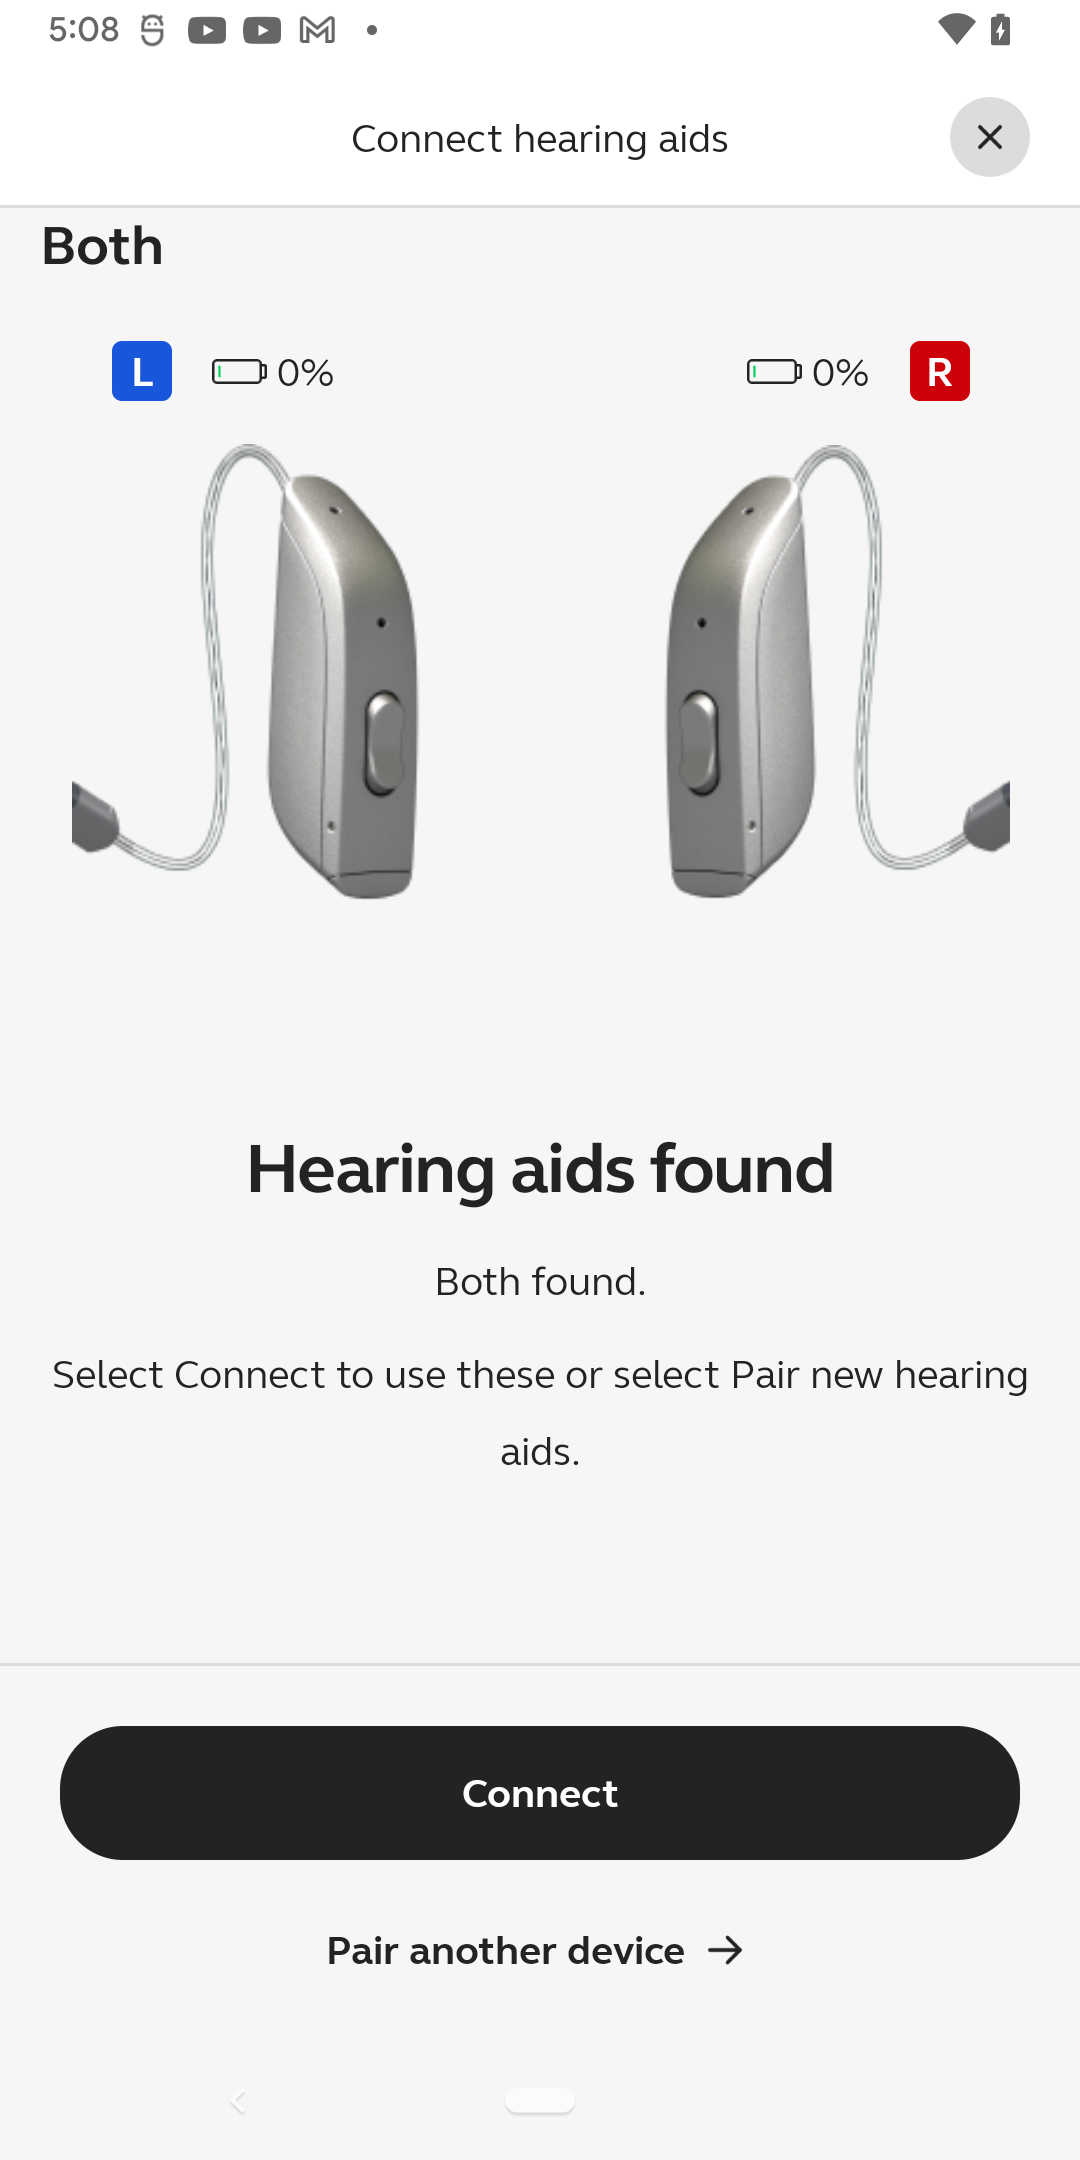 5:08
Connect hearing aids
Both
L 0% 0% R
Hearing aids found
Both found.
Select Connect to use these or select Pair new hearing
aids.
Connect
Pair another device